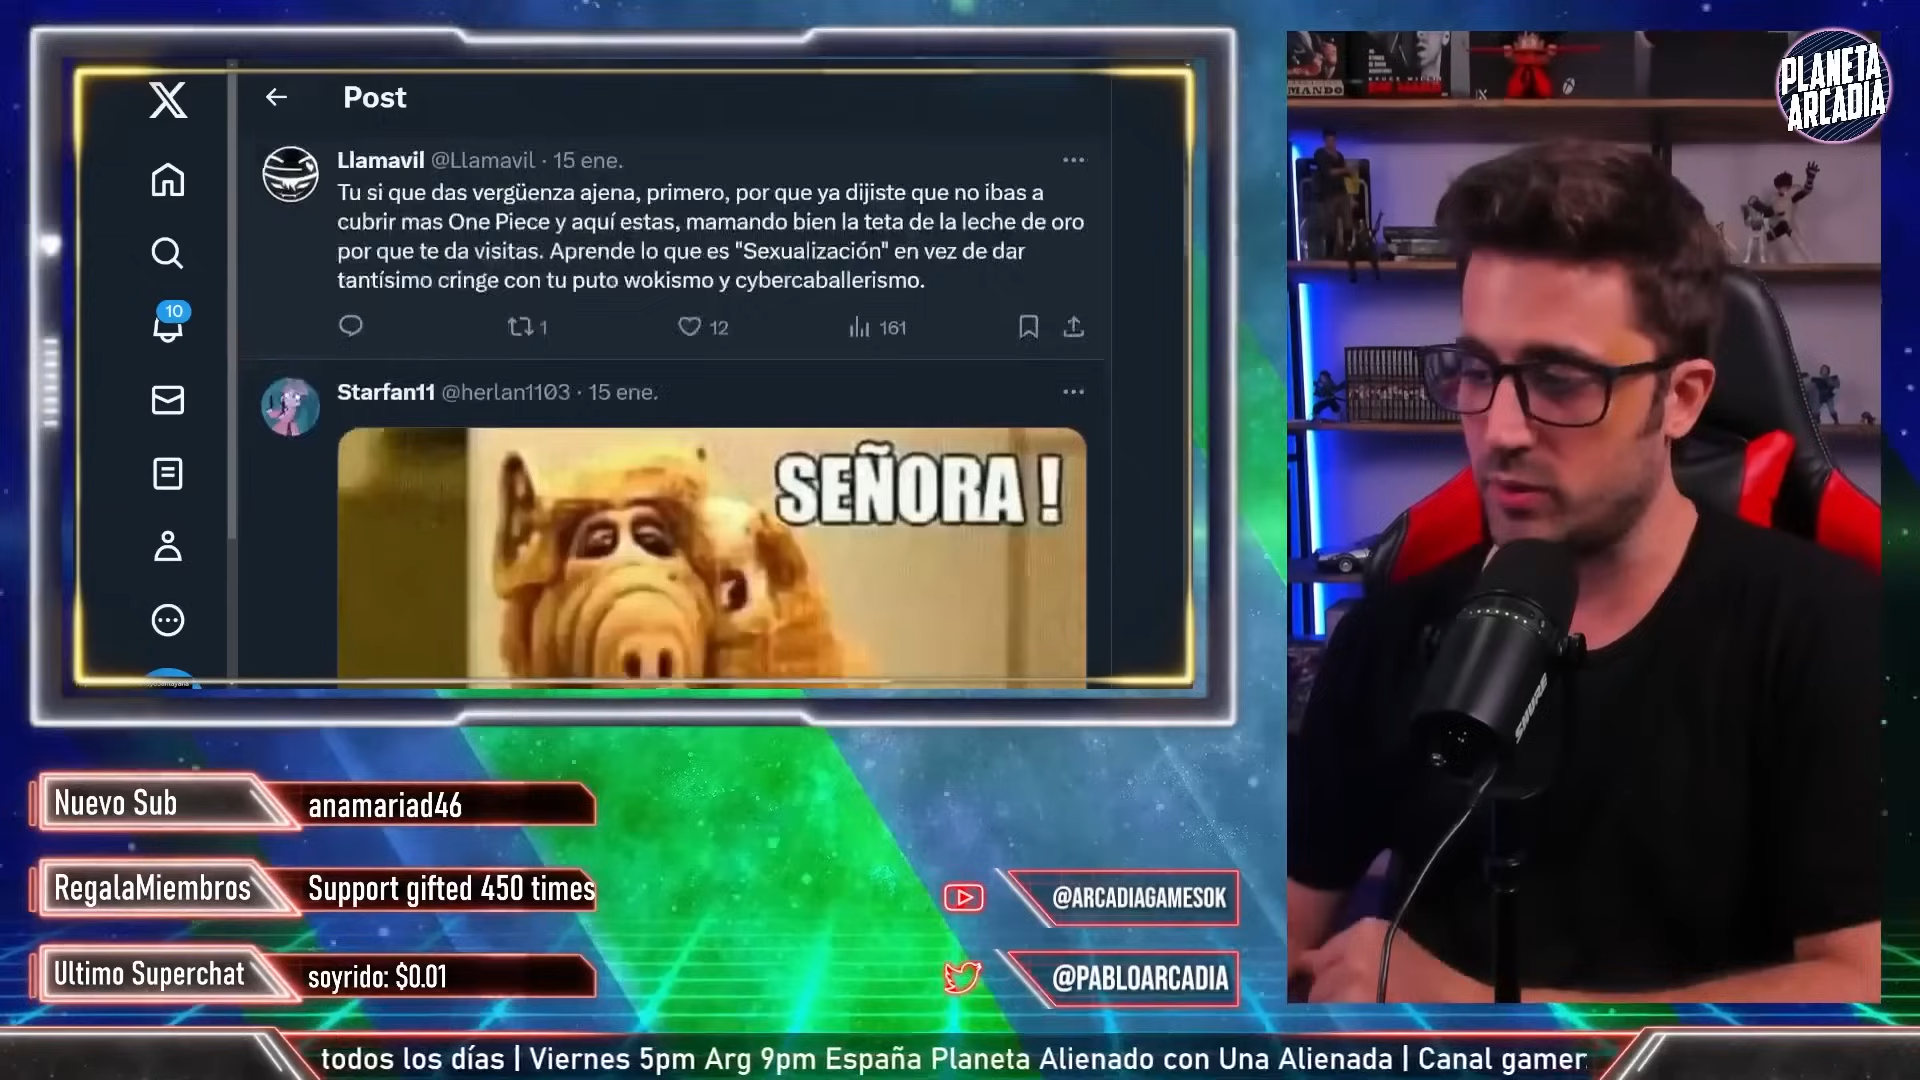 Post
Llamavil @Llamavil · 15 ene.
Tu si que das vergüenza ajena, primero, por que ya dijiste que no ibas a
cubrir mas One Piece y aquí estas, mamando bien la teta de la leche de oro
por que te da visitas. Aprende lo que es "Sexualización" en vez de dar
tantísimo cringe con tu puto wokismo y cybercaballerismo.
1
12
161
10
Starfan11 @herlan1103 · 15 ene.
SEÑORA !
PLANETA
ARCADIA
MANDO
SHURE
Nuevo Sub
anamariad46
RegalaMiembros
Support gifted 450 times
Ultimo Superchat
soyrido: $0.01
@ARCADIAGAMESOK
@PABLOARCADIA
todos los días | Viernes 5pm Arg 9pm España Planeta Alienado con Una Alienada | Canal gamer